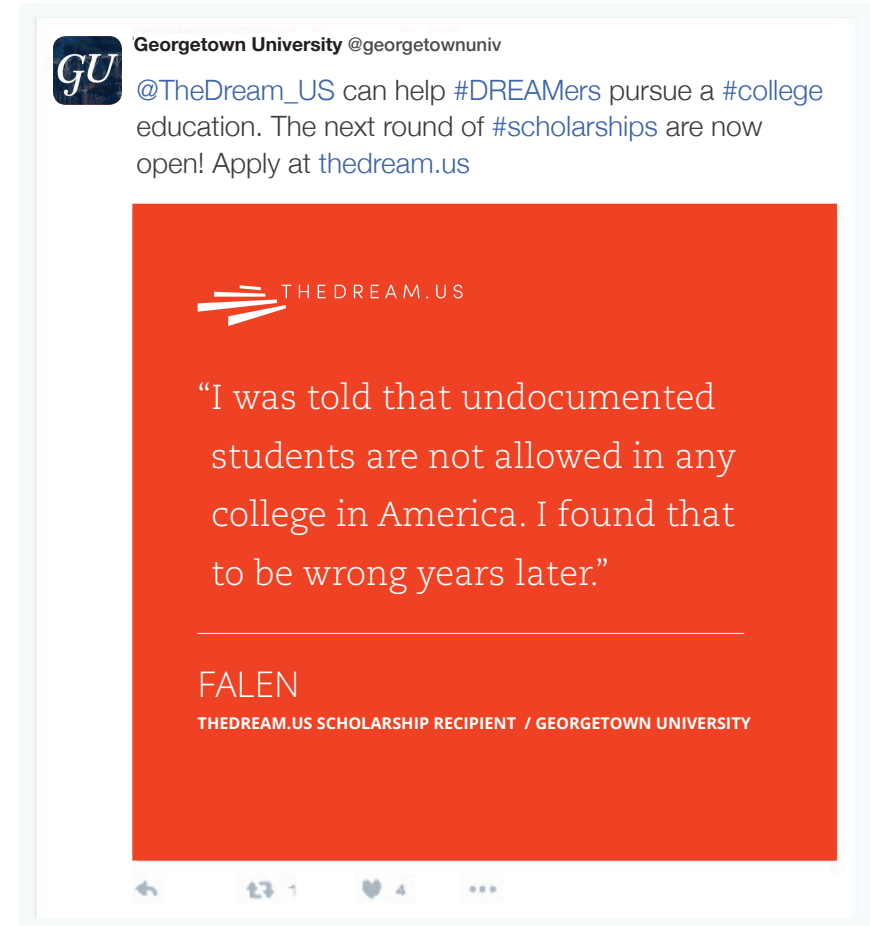 GU
Georgetown University @georgetownuniv
@TheDream_US can help #DREAMers pursue a #college
education. The next round of #scholarships are now
open! Apply at thedream.us
THEDREAM.US
“I was told that undocumented
students are not allowed in any
college in America. I found that
to be wrong years later.”
FALEN
THEDREAM.US SCHOLARSHIP RECIPIENT / GEORGETOWN UNIVERSITY
1 4